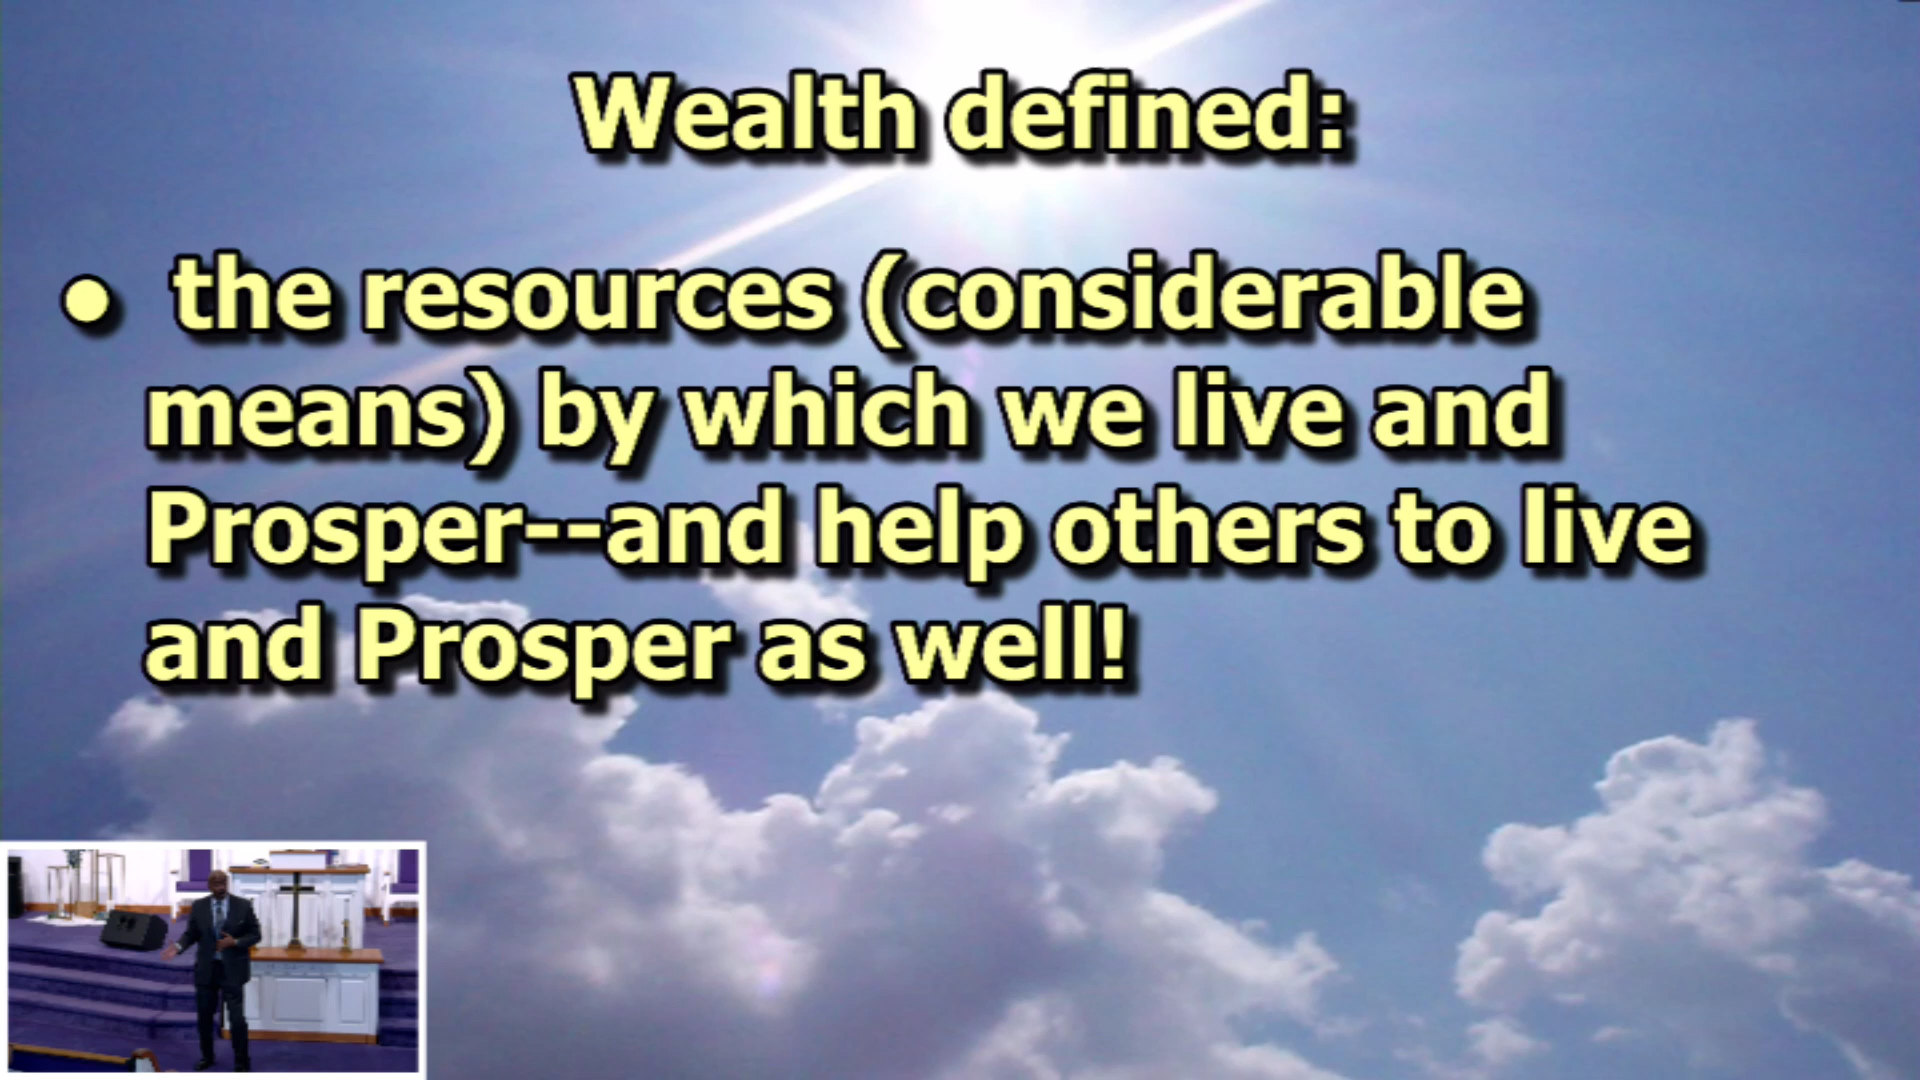 Wealth defined:
• the resources (considerable
means) by which we live and
Prosper--and help others to live
and Prosper as well!